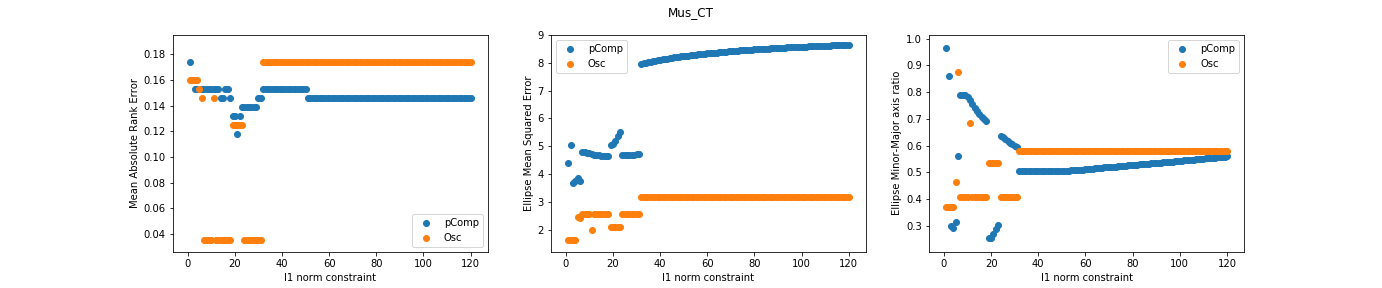 Mus_CT
Mean Absolute Rank Error
0.18
0.16
0.14
0.12
0.10
0.08
0.06
0.04
0 20 40 60 80 100 120
l1 norm constraint
pComp
Osc
Ellipse Mean Squared Error
9
8
7
6
5
4
3
2
0 20 40 60 80 100 120
l1 norm constraint
pComp
Osc
Ellipse Minor-Major axis ratio
1.0
0.9
0.8
0.7
0.6
0.5
0.4
0.3
0 20 40 60 80 100 120
l1 norm constraint
pComp
Osc